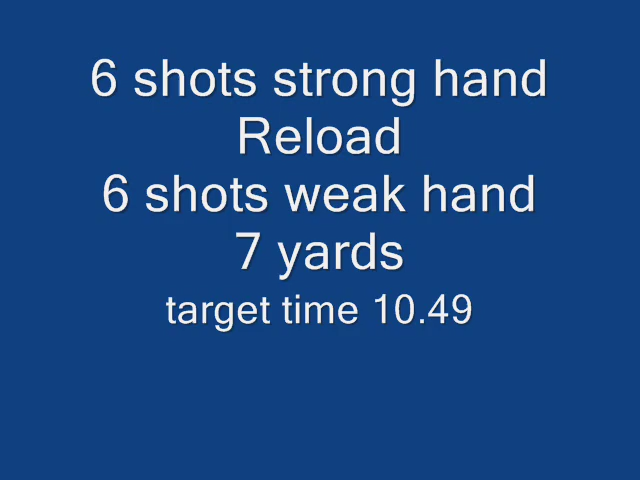 6 shots strong hand
Reload
6 shots weak hand
7 yards
target time 10.49